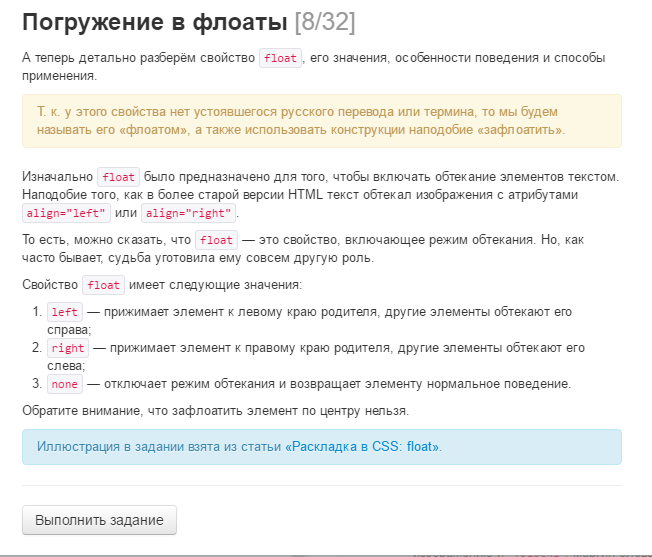 Погружение в флоаты [8/32]
А теперь детально разберём свойство float, его значения, особенности поведения и способы
применения.
Т. к. у этого свойства нет устоявшегося русского перевода или термина, то мы будем
называть его «флоатом», а также использовать конструкции наподобие «зафлоатить».
Изначально float было предназначено для того, чтобы включать обтекание элементов текстом.
Наподобие того, как в более старой версии HTML текст обтекал изображения с атрибутами
align="left" или align="right".
То есть, можно сказать, что float — это свойство, включающее режим обтекания. Но, как
часто бывает, судьба уготовила ему совсем другую роль.
Свойство float имеет следующие значения:
1. left — прижимает элемент к левому краю родителя, другие элементы обтекают его
справа;
2. right — прижимает элемент к правому краю родителя, другие элементы обтекают его
слева;
3. none — отключает режим обтекания и возвращает элементу нормальное поведение.
Обратите внимание, что зафлоатить элемент по центру нельзя.
Иллюстрация в задании взята из статьи «Раскладка в CSS: float».
Выполнить задание